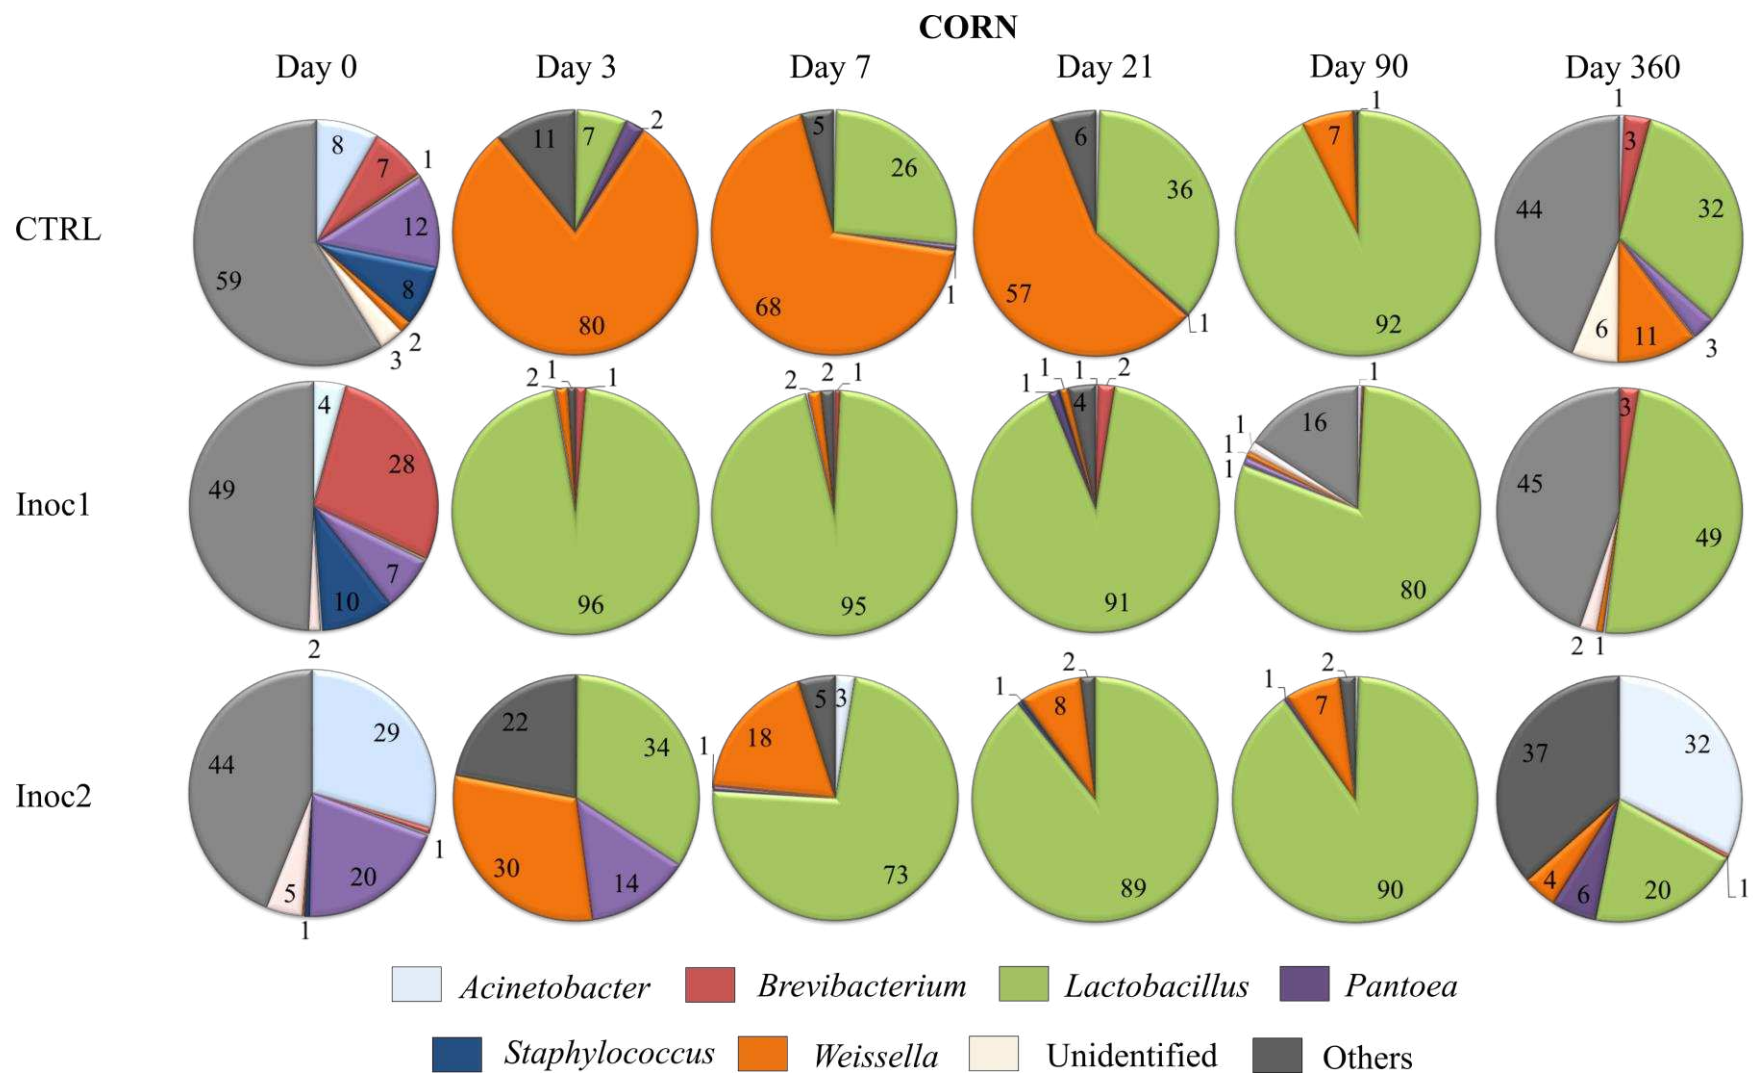 CORN
Day 0 Day 3 Day 7 Day 21 Day 90 Day 360
CTRL
8 7 1 12 8 2 3 59
7 2 80 11
26 1 68 5
36 1 57 6
1 7 92
1 3 32 3 11 6 44
Inoc1
4 28 7 10 2 49
2 1 1 96
2 2 1 95
1 1 1 2 4 91
1 16 1 1 1 80
3 49 1 2 45
Inoc2
29 1 20 1 5 44
34 14 30 22
3 73 1 18 5
1 8 2 89
1 7 2 90
32 1 20 6 4 37
Acinetobacter Brevibacterium Lactobacillus Pantoea
Staphylococcus Weissella Unidentified Others